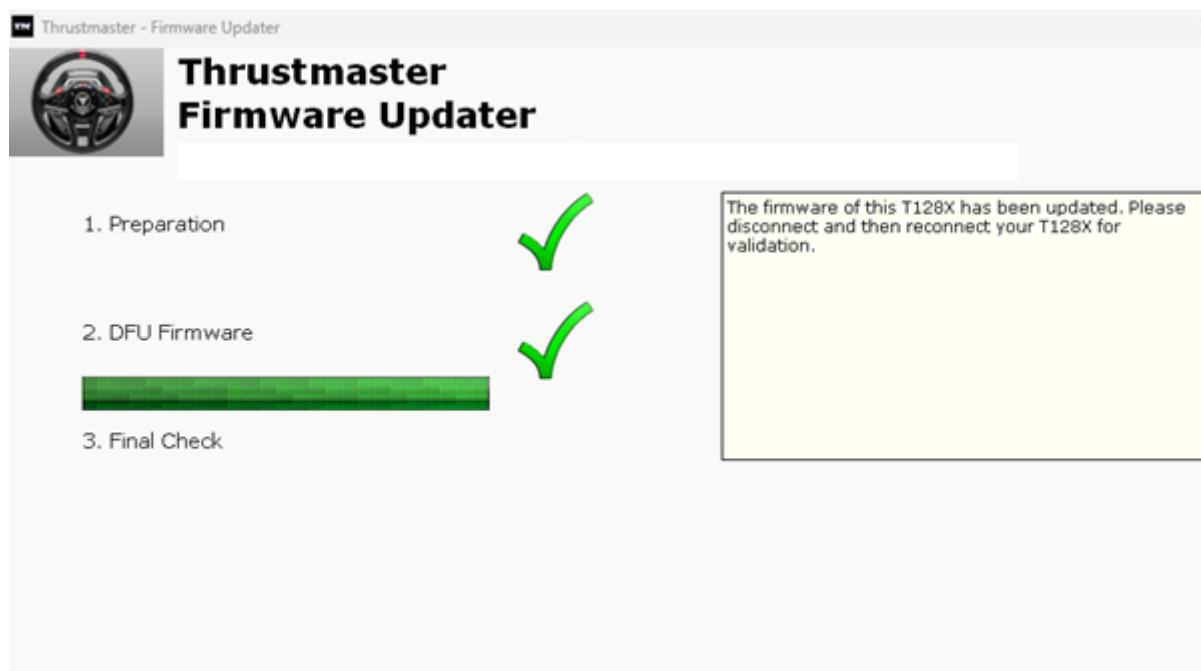 Thrustmaster - Firmware Updater
Thrustmaster
Firmware Updater
1. Preparation
The firmware of this T128X has been updated. Please
disconnect and then reconnect your T128X for
validation.
2. DFU Firmware
3. Final Check